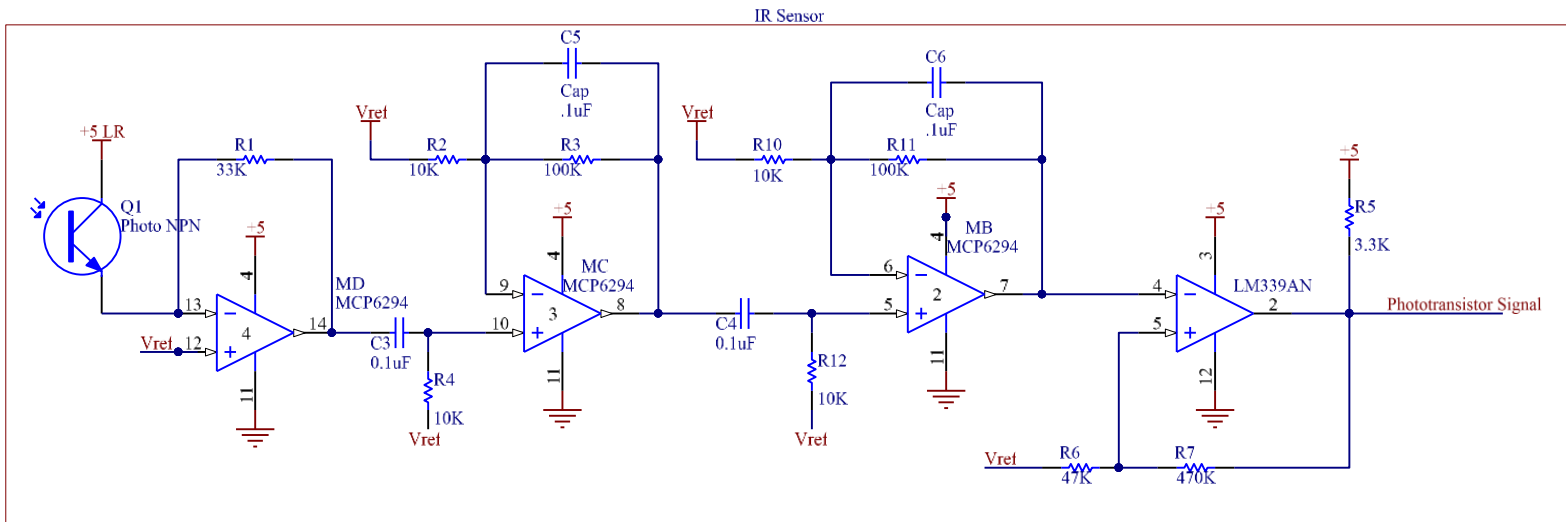 IR Sensor
+5 LR
Q1
Photo NPN
R1
33K
+5
4
MD
MCP6294
13
4
14
Vref
12
11
C3
0.1uF
R4
10K
Vref
Vref
R2
10K
C5
Cap
.1uF
R3
100K
+5
4
MC
MCP6294
9
3
8
10
11
C4
0.1uF
R12
10K
Vref
Vref
R10
10K
C6
Cap
.1uF
R11
100K
+5
4
MB
MCP6294
6
2
7
5
11
+5
3
LM339AN
4
2
5
12
+5
R5
3.3K
Phototransistor Signal
Vref
R6
47K
R7
470K